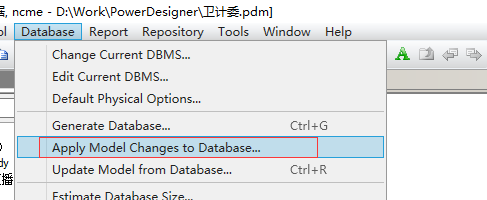 据, ncme - D:\Work\PowerDesigner\卫计委.pdm]
ol Database Report Repository Tools Window Help
Change Current DBMS...
Edit Current DBMS...
Default Physical Options...
Generate Database... Ctrl+G
Apply Model Changes to Database...
dy
Update Model from Database... Ctrl+R
播
Estimate Database Size...